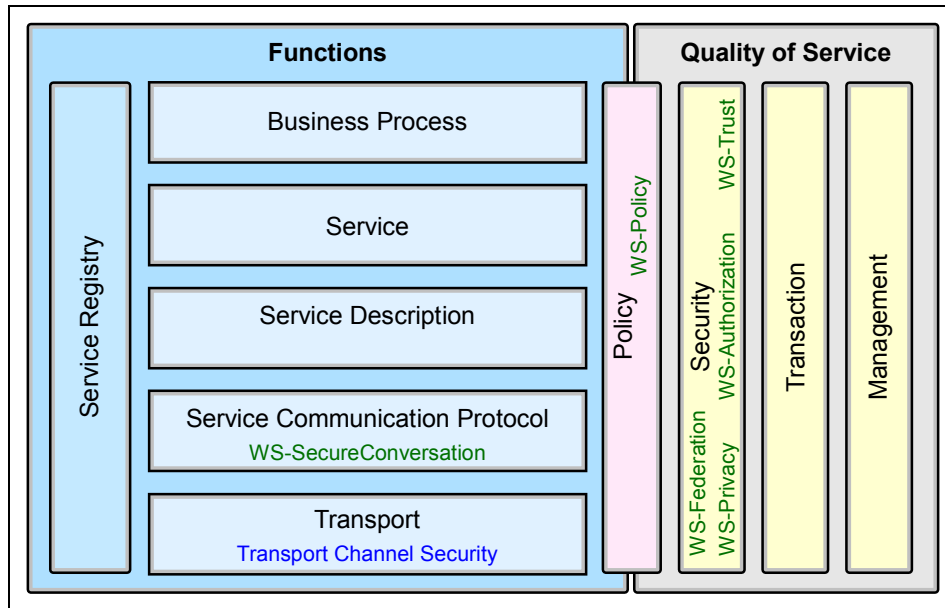 Functions
Quality of Service
Service Registry
Business Process
Service
Service Description
Service Communication Protocol
WS-SecureConversation
Transport
Transport Channel Security
Policy
WS-Policy
Security
WS-Federation
WS-Privacy
WS-Authorization
WS-Trust
Transaction
Management